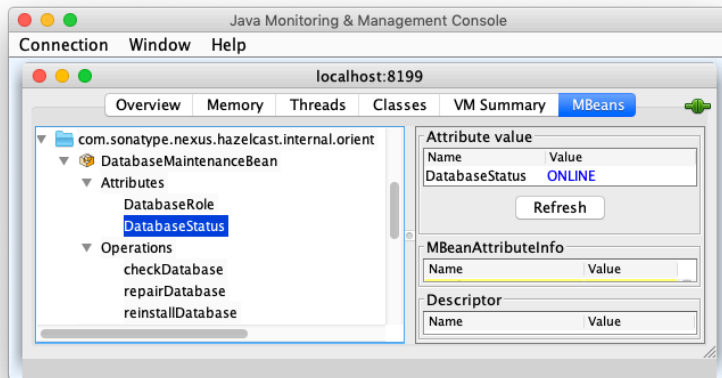 Java Monitoring & Management Console
Connection Window Help
localhost:8199
Overview Memory Threads Classes VM Summary MBeans
com.sonatype.nexus.hazelcast.internal.orient
DatabaseMaintenanceBean
Attributes
DatabaseRole
DatabaseStatus
Operations
checkDatabase
repairDatabase
reinstallDatabase
Attribute value
Name Value
DatabaseStatus ONLINE
Refresh
MBeanAttributeInfo
Name Value
Descriptor
Name Value